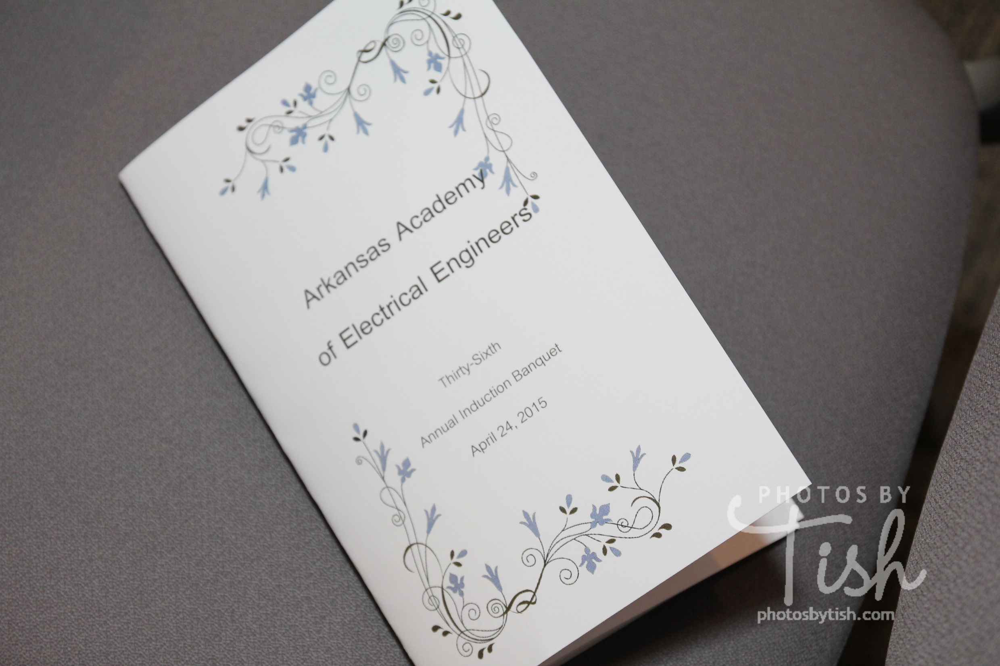 Arkansas Academy
of Electrical Engineers
Thirty-Sixth
Annual Induction Banquet
April 24, 2015
PHOTOS BY
Tish
photosbytish.com